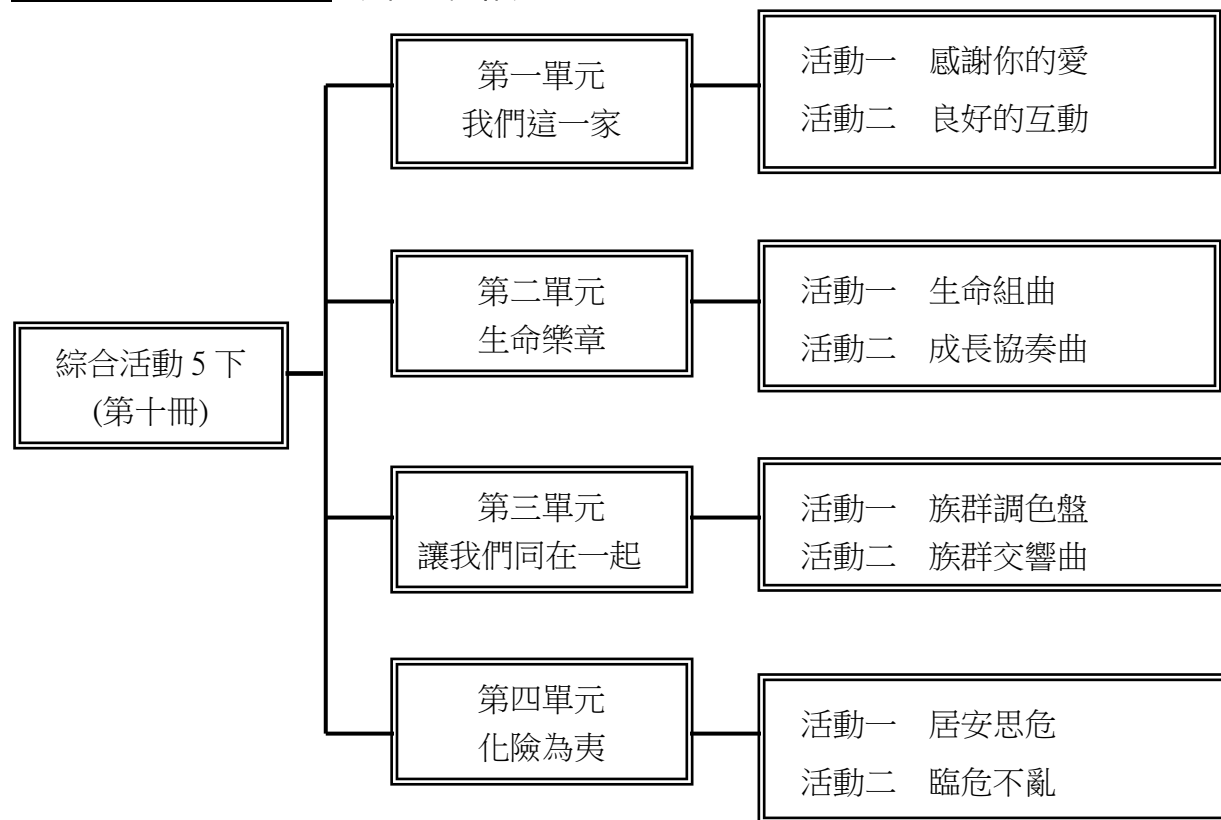 第一單元
我們這一家
活動一　感謝你的愛
活動二　良好的互動
第二單元
生命樂章
活動一　生命組曲
活動二　成長協奏曲
綜合活動 5 下
(第十冊)
第三單元
讓我們同在一起
活動一　族群調色盤
活動二　族群交響曲
第四單元
化險為夷
活動一　居安思危
活動二　臨危不亂